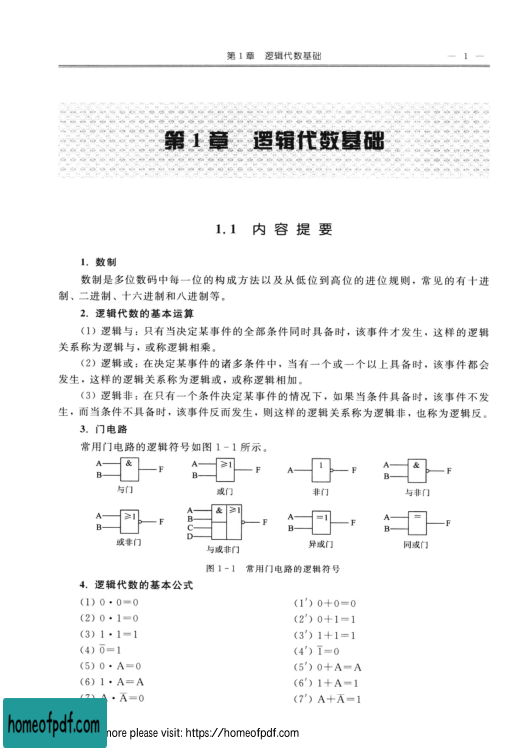 第 1 章 逻辑代数基础 — 1 —
第 1 章 逻辑代数基础
1.1 内 容 提 要
1. 数制
数制是多位数码中每一位的构成方法以及从低位到高位的进位规则，常见的有十进
制、二进制、十六进制和八进制等。
2. 逻辑代数的基本运算
（1）逻辑与：只有当决定某事件的全部条件同时具备时，该事件才发生，这样的逻辑
关系称为逻辑与，或称逻辑相乘。
（2）逻辑或：在决定某事件的诸多条件中，当有一个或一个以上具备时，该事件都会
发生，这样的逻辑关系称为逻辑或，或称逻辑相加。
（3）逻辑非：在只有一个条件决定某事件的情况下，如果当条件具备时，该事件不发
生，而当条件不具备时，该事件反而发生，则这样的逻辑关系称为逻辑非，也称为逻辑反。
3. 门电路
常用门电路的逻辑符号如图 1-1 所示。
A & F A ≥1 F A 1 F A & F
B B B
与门 或门 非门 与非门
A ≥1 F A & ≥1 F A =1 F A = F
B B C D B B
或非门 与或非门 异或门 同或门
图 1-1 常用门电路的逻辑符号
4. 逻辑代数的基本公式
（1）0·0=0 （1′）0+0=0
（2）0·1=0 （2′）0+1=1
（3）1·1=1 （3′）1+1=1
（4）0̅=1 （4′）1̅=0
（5）0·A=0 （5′）0+A=A
（6）1·A=A （6′）1+A=1
（7）A·A̅=0 （7′）A+A̅=1
homeofpdf.com more please visit: https://homeofpdf.com